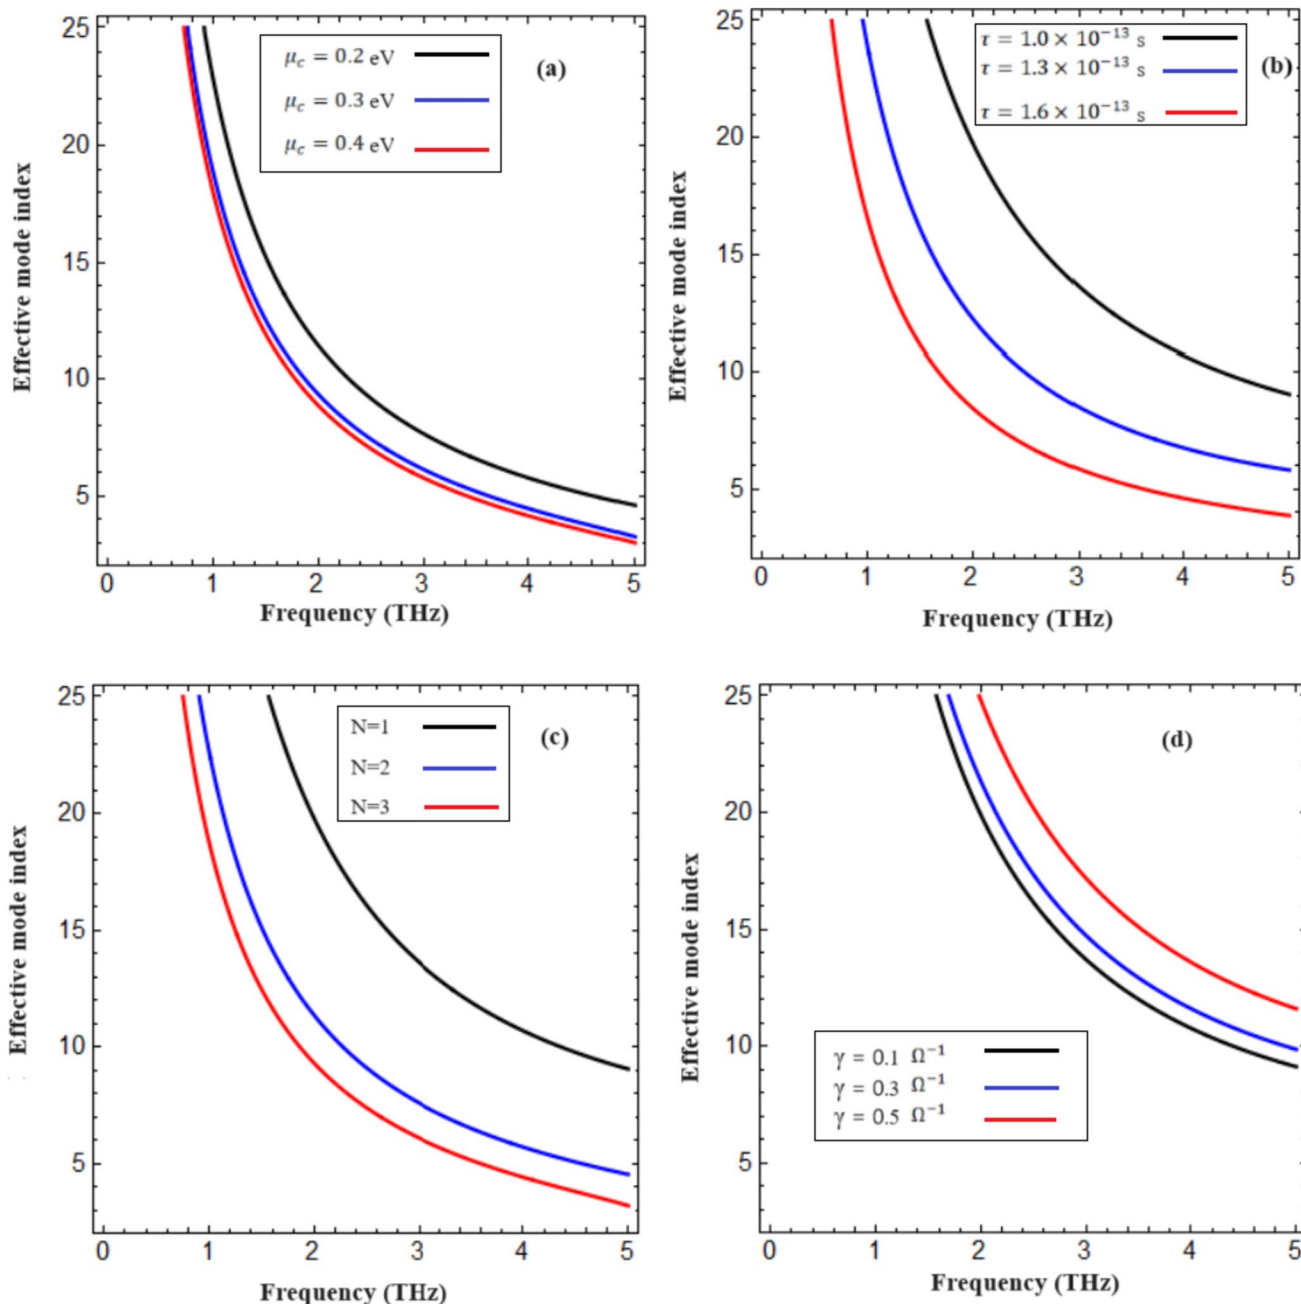 μ_c = 0.2 eV
μ_c = 0.3 eV
μ_c = 0.4 eV
(a)
25
20
15
10
5
0 1 2 3 4 5
Effective mode index
Frequency (THz)
τ = 1.0 × 10⁻¹³ s
τ = 1.3 × 10⁻¹³ s
τ = 1.6 × 10⁻¹³ s
(b)
25
20
15
10
5
0 1 2 3 4 5
Effective mode index
Frequency (THz)
N=1
N=2
N=3
(c)
25
20
15
10
5
0 1 2 3 4 5
Effective mode index
Frequency (THz)
(d)
25
20
15
10
5
γ = 0.1 Ω⁻¹
γ = 0.3 Ω⁻¹
γ = 0.5 Ω⁻¹
0 1 2 3 4 5
Effective mode index
Frequency (THz)